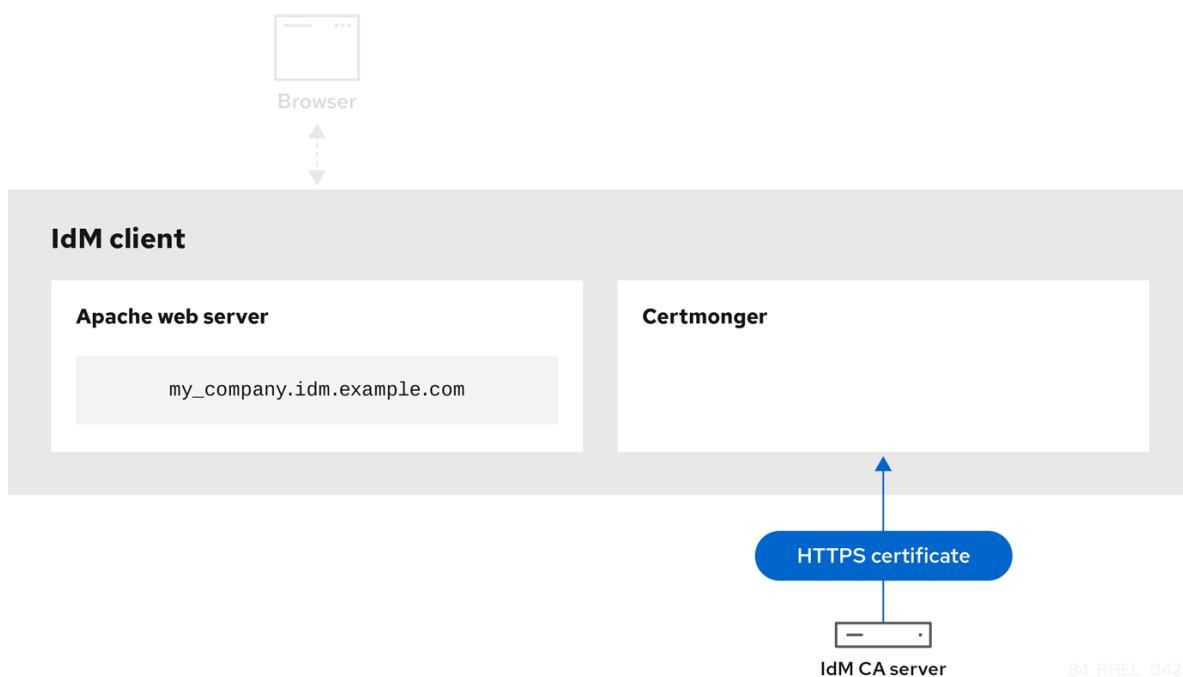 Browser
IdM client
Apache web server
Certmonger
my_company.idm.example.com
HTTPS certificate
IdM CA server